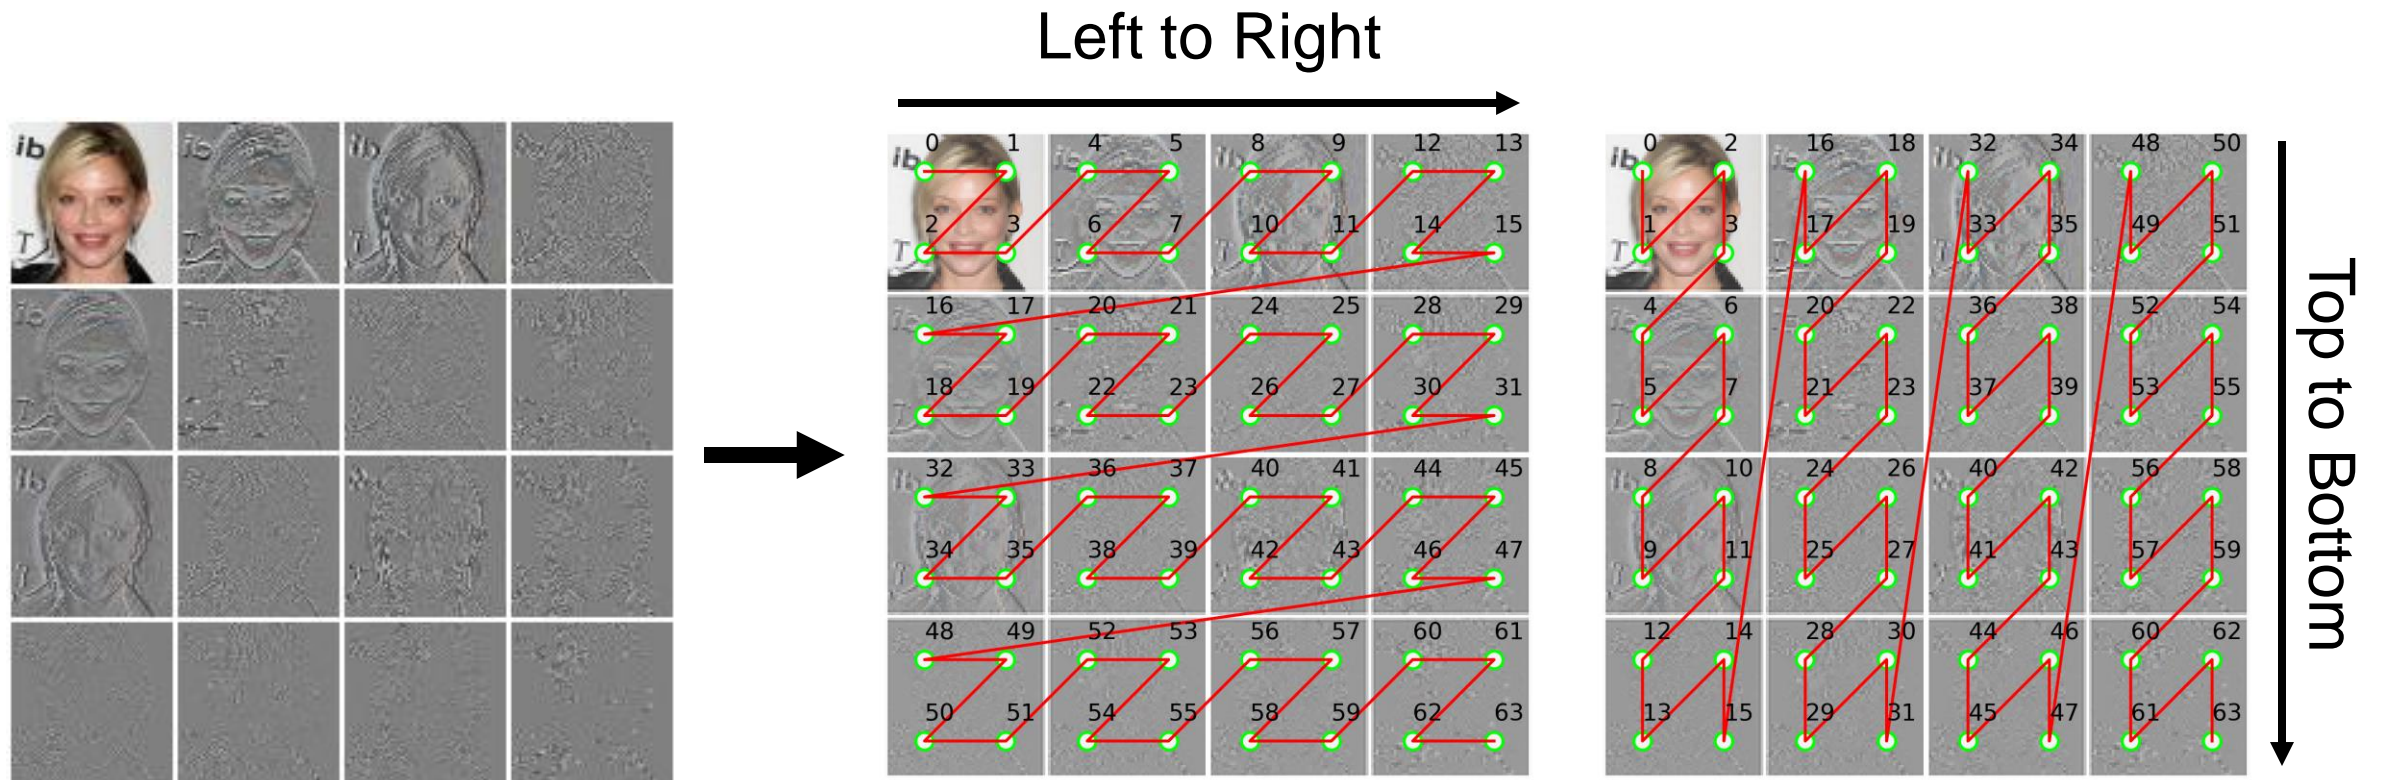 Left to Right
0 1 4 5 8 9 12 13
2 3 6 7 10 11 14 15
16 17 20 21 24 25 28 29
18 19 22 23 26 27 30 31
32 33 36 37 40 41 44 45
34 35 38 39 42 43 46 47
48 49 52 53 56 57 60 61
50 51 54 55 58 59 62 63
0 2 16 18 32 34 48 50
1 3 17 19 33 35 49 51
4 6 20 22 36 38 52 54
5 7 21 23 37 39 53 55
8 10 24 26 40 42 56 58
9 11 25 27 41 43 57 59
12 14 28 30 44 46 60 62
13 15 29 31 45 47 61 63
Top to Bottom
ib
T